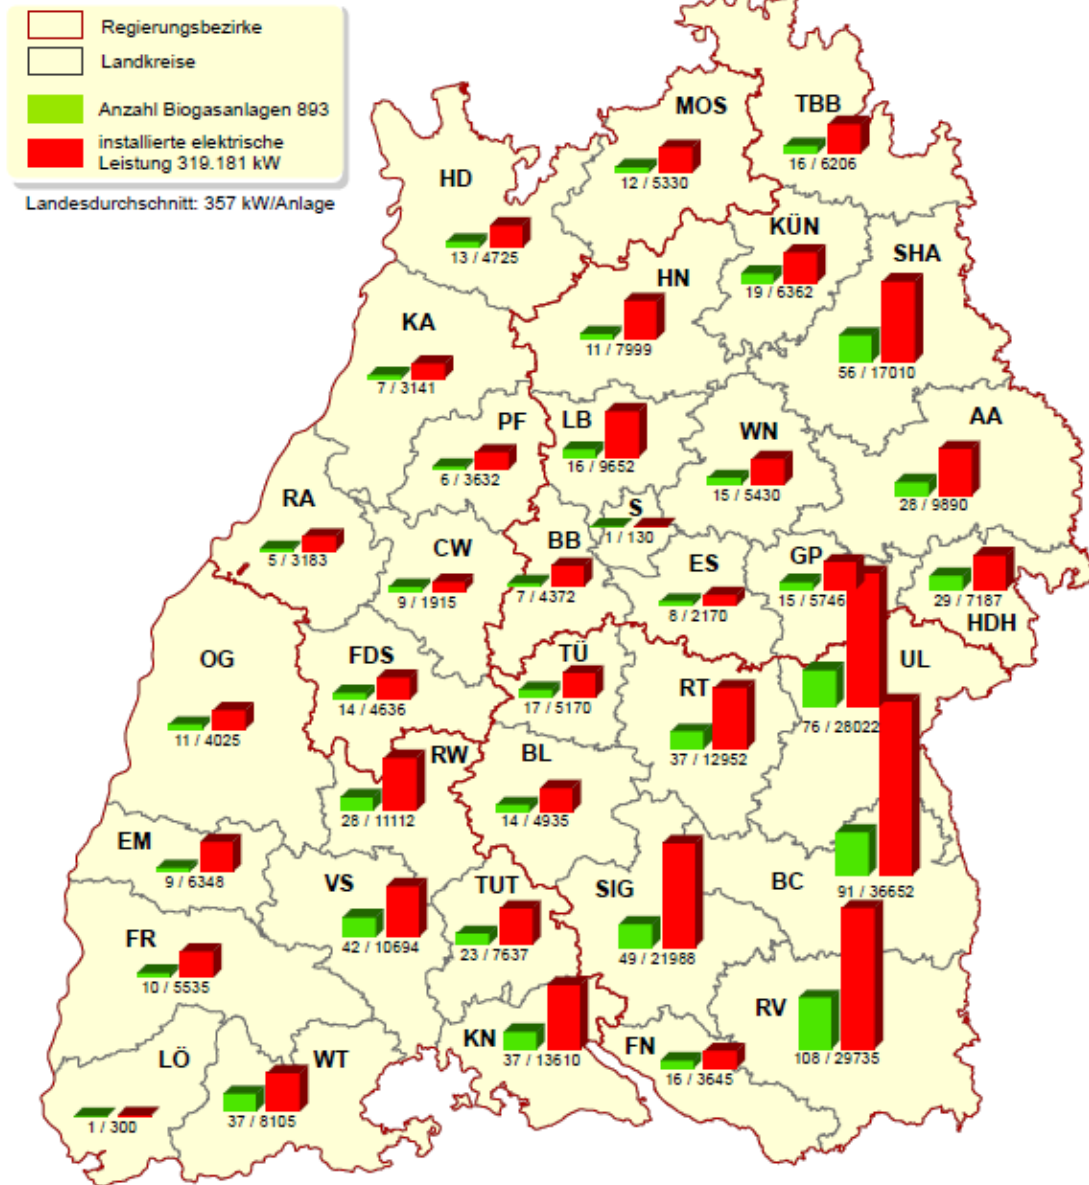 Regierungsbezirke
Landkreise
Anzahl Biogasanlagen 893
installierte elektrische
Leistung 319.181 kW
Landesdurchschnitt: 357 kW/Anlage
MOS
12 / 5330
TBB
16 / 6206
HD
13 / 4725
KÜN
19 / 6362
SHA
56 / 17010
HN
11 / 7999
KA
7 / 3141
PF
6 / 3632
LB
16 / 9652
WN
15 / 5430
AA
28 / 9890
RA
5 / 3183
S
1 / 130
CW
9 / 1915
BB
7 / 4372
ES
8 / 2170
GP
15 / 5746
29 / 7187
HDH
OG
11 / 4025
FDS
14 / 4636
TÜ
17 / 5170
RT
37 / 12952
UL
76 / 28022
RW
28 / 11112
BL
14 / 4935
EM
9 / 6348
VS
42 / 10694
TUT
23 / 7637
SIG
49 / 21988
BC
91 / 36652
FR
10 / 5535
RV
108 / 29735
KN
37 / 13610
FN
16 / 3645
LÖ
1 / 300
WT
37 / 8105